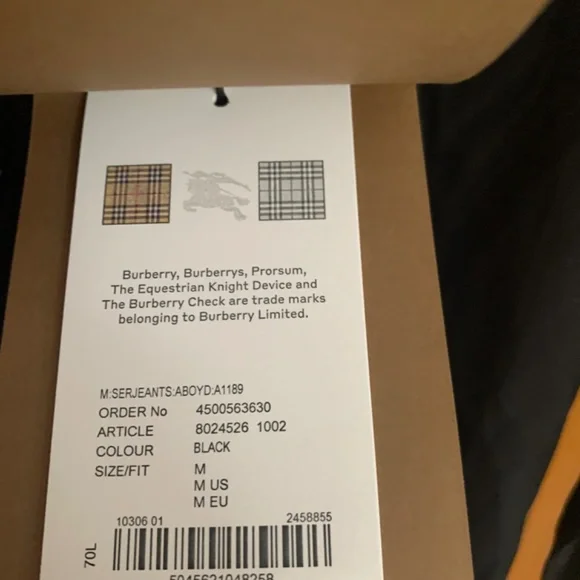 Burberry, Burberrys, Prorsum,
The Equestrian Knight Device and
The Burberry Check are trade marks
belonging to Burberry Limited.
M:SERJEANTS:ABOYD:A1189
ORDER No 4500563630
ARTICLE 8024526 1002
COLOUR BLACK
SIZE/FIT M
M US
M EU
10306 01 2458855
70L
5045621048258